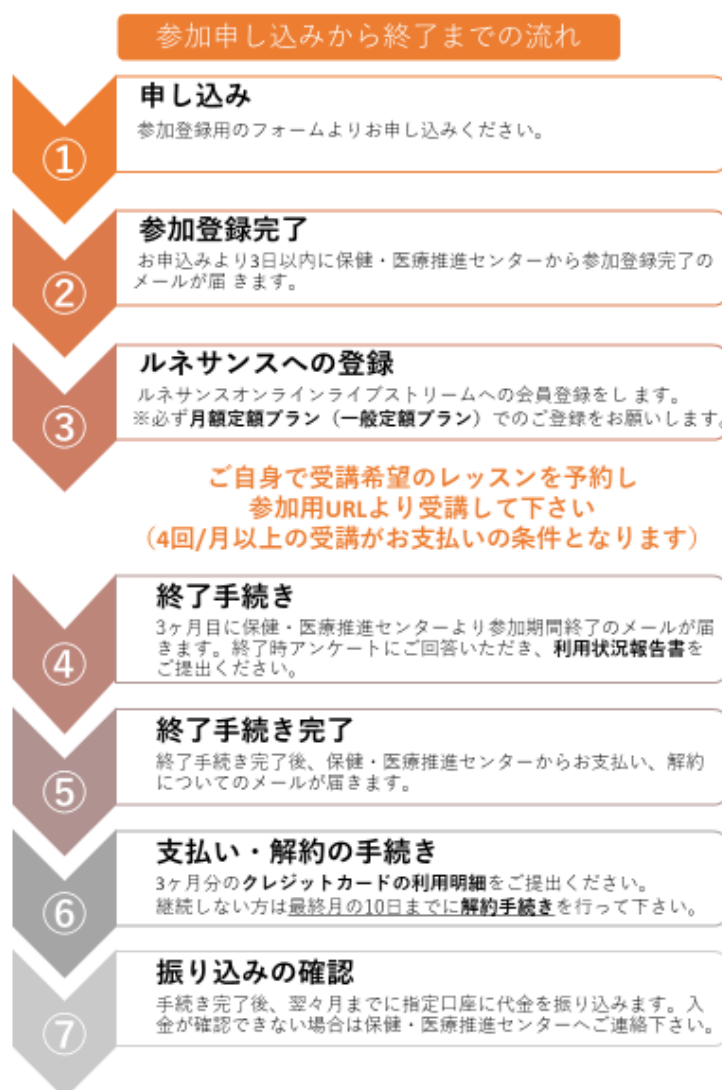 参加申し込みから終了までの流れ
①
申し込み
参加登録用のフォームよりお申し込みください。
②
参加登録完了
お申込みより3日以内に保健・医療推進センターから参加登録完了の
メールが届 きます。
③
ルネサンスへの登録
ルネサンスオンラインライブストリームへの会員登録をし ます。
※必ず月額定額プラン（一般定額プラン）でのご登録をお願いします。
ご自身で受講希望のレッスンを予約し
参加用URLより受講して下さい
（4回/月以上の受講がお支払いの条件となります）
④
終了手続き
3ヶ月目に保健・医療推進センターより参加期間終了のメールが届
きます。終了時アンケートにご回答いただき、利用状況報告書を
ご提出ください。
⑤
終了手続き完了
終了手続き完了後、保健・医療推進センターからお支払い、解約
についてのメールが届きます。
⑥
支払い・解約の手続き
3ヶ月分のクレジットカードの利用明細をご提出ください。
継続しない方は最終月の10日までに解約手続きを行って下さい。
⑦
振り込みの確認
手続き完了後、翌々月までに指定口座に代金を振り込みます。入
金が確認できない場合は保健・医療推進センターへご連絡下さい。